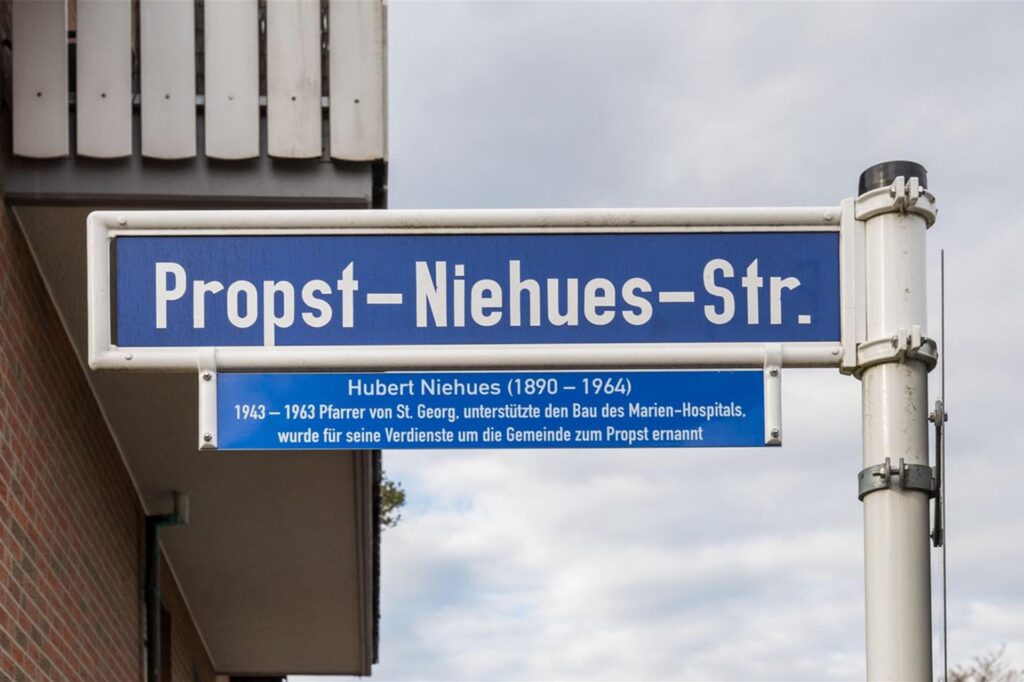 Propst-Niehues-Str.
Hubert Niehues (1890 – 1964)
1943 – 1963 Pfarrer von St. Georg, unterstützte den Bau des Marien-Hospitals,
wurde für seine Verdienste um die Gemeinde zum Propst ernannt